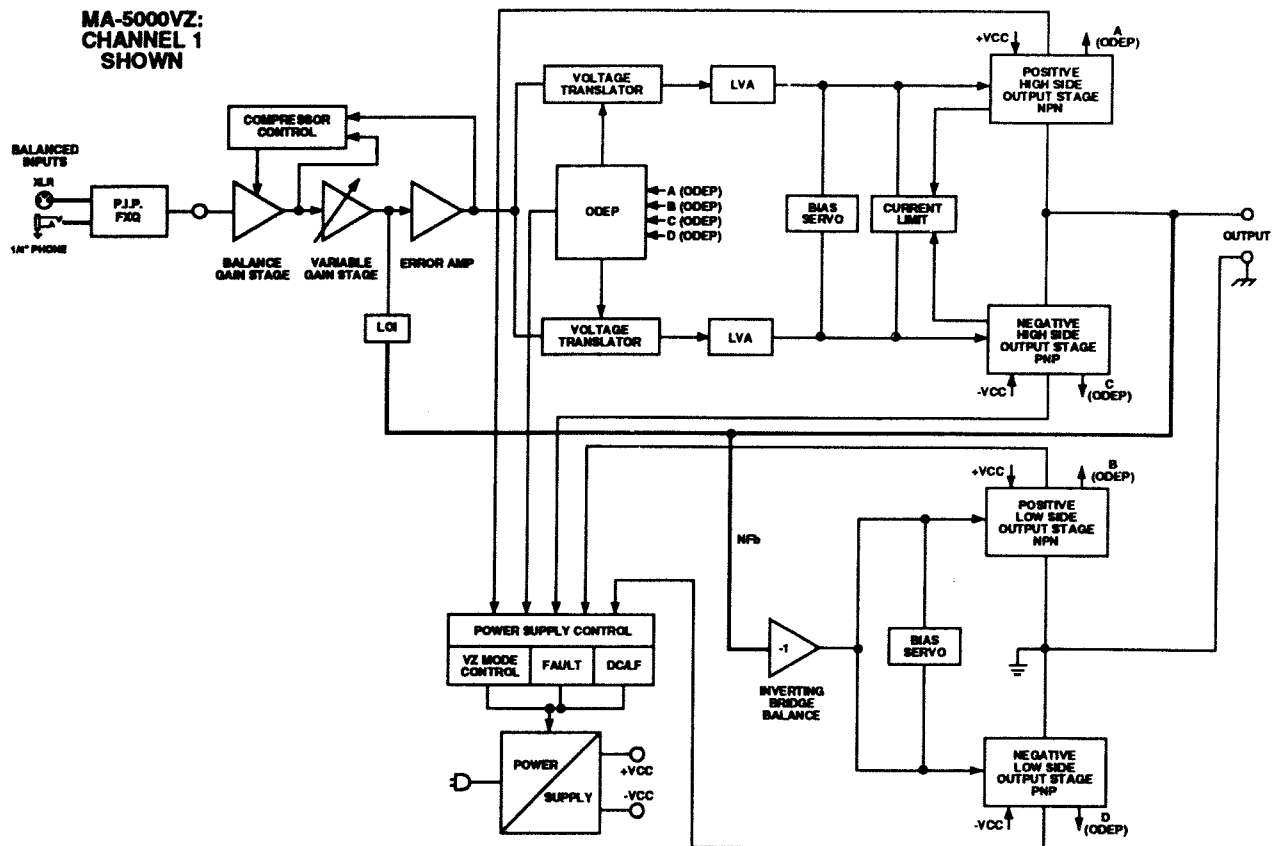 MA-5000VZ:
CHANNEL 1
SHOWN
BALANCED
INPUTS
XLR
1/4" PHONE
P.I.P.
FXQ
COMPRESSOR
CONTROL
BALANCE
GAIN STAGE
VARIABLE
GAIN STAGE
ERROR AMP
LOI
VOLTAGE
TRANSLATOR
LVA
ODEP
A (ODEP)
B (ODEP)
C (ODEP)
D (ODEP)
VOLTAGE
TRANSLATOR
LVA
BIAS
SERVO
CURRENT
LIMIT
+VCC
A
(ODEP)
POSITIVE
HIGH SIDE
OUTPUT STAGE
NPN
OUTPUT
NEGATIVE
HIGH SIDE
OUTPUT STAGE
PNP
-VCC
C
(ODEP)
+VCC
B
(ODEP)
POSITIVE
LOW SIDE
OUTPUT STAGE
NPN
NFb
-1
INVERTING
BRIDGE
BALANCE
BIAS
SERVO
NEGATIVE
LOW SIDE
OUTPUT STAGE
PNP
-VCC
D
(ODEP)
POWER SUPPLY CONTROL
VZ MODE
CONTROL
FAULT
DC/LF
POWER
SUPPLY
+VCC
-VCC